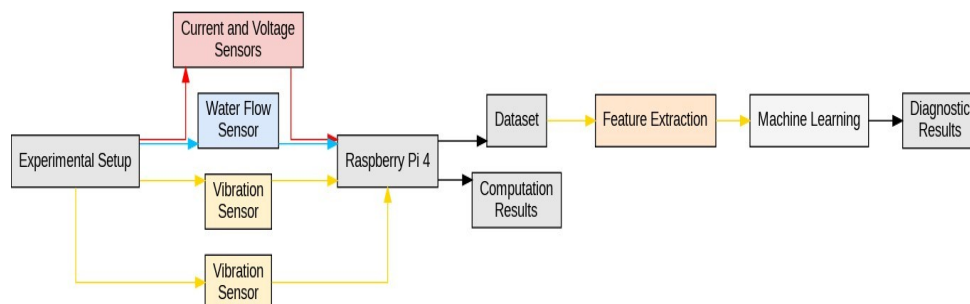 Current and Voltage
Sensors
Water Flow
Sensor
Experimental Setup
Vibration
Sensor
Vibration
Sensor
Raspberry Pi 4
Dataset
Computation
Results
Feature Extraction
Machine Learning
Diagnostic
Results